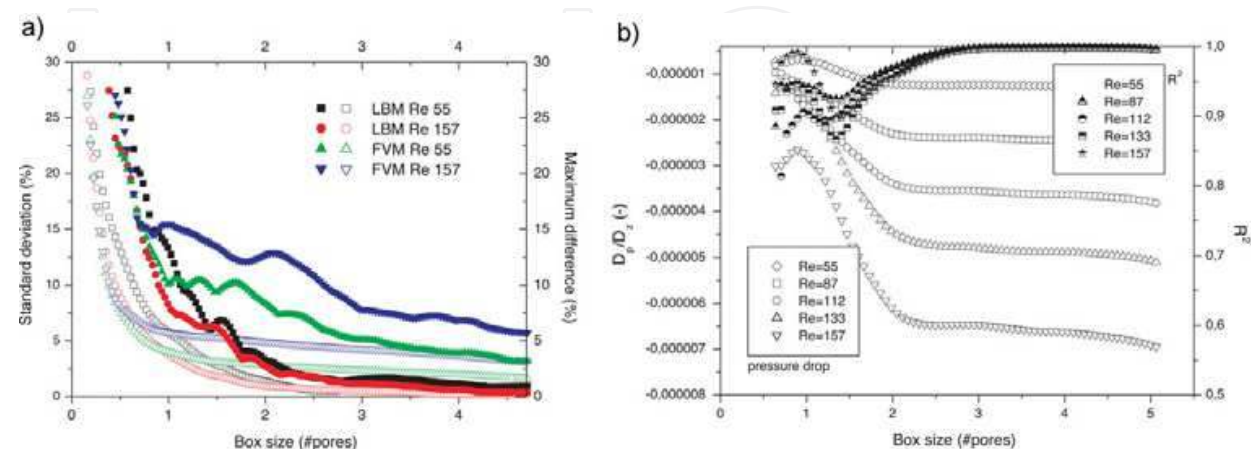 a)
0 1 2 3 4
30 30
25 25
20 20
15 15
10 10
5 5
0 0
0 1 2 3 4
Standard deviation (%)
Maximum difference (%)
LBM Re 55
LBM Re 157
FVM Re 55
FVM Re 157
Box size (#pores)
b)
-0,000001
-0,000002
-0,000003
-0,000004
-0,000005
-0,000006
-0,000007
-0,000008
Dp/Dz (-)
1,0
0,9
0,8
0,7
0,6
0,5
R²
R²
Re=55
Re=87
Re=112
Re=133
Re=157
Re=55
Re=87
Re=112
Re=133
Re=157
pressure drop
0 1 2 3 4 5
Box size (#pores)